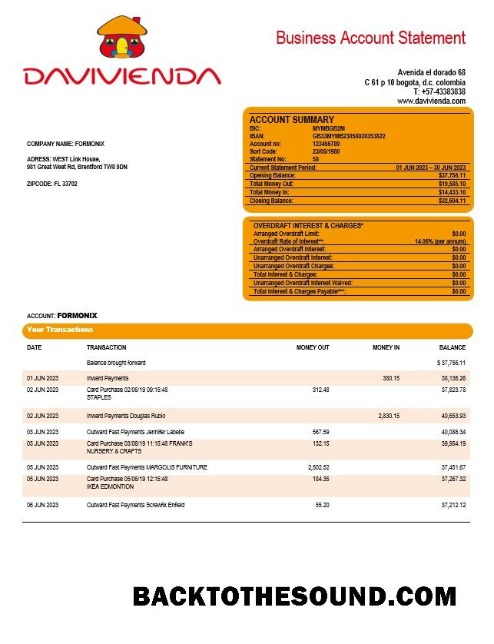 DAVIVIENDA
Business Account Statement
Avenida el dorado 68
C 61 p 10 bogota, d.c. colombia
T: +57-43383838
www.davivienda.com
COMPANY NAME: FORMONIX
ADRESS: WEST Link House,
981 Great West Rd, Brentford TW8 9DN
ZIPCODE: FL 33702
ACCOUNT SUMMARY
BIC: MYMBGB2M
IBAN: GB33MYMB23058020353822
Account no: 123456789
Sort Code: 23/05/1980
Statement No: 58
Current Statement Period: 01 JUN 2023 – 30 JUN 2023
Opening Balance: $37,756.11
Total Money Out: $19,585.10
Total Money In: $14,433.10
Closing Balance: $32,604.11
OVERDRAFT INTEREST & CHARGES*
Arranged Overdraft Limit: $0.00
Overdraft Rate of Interest**: 14.06% (per annum)
Arranged Overdraft Interest: $0.00
Unarranged Overdraft Interest: $0.00
Unarranged Overdraft Charges: $0.00
Total Interest & Charges: $0.00
Unarranged Overdraft Interest Waived: $0.00
Total Interest & Charges Payable***: $0.00
ACCOUNT: FORMONIX
Your Transactions
DATE TRANSACTION MONEY OUT MONEY IN BALANCE
Balance brought forward $ 37,756.11
01 JUN 2023 Inward Payments 380.15 38,136.26
02 JUN 2023 Card Purchase 02/06/19 09:16:48 312.48 37,823.78
STAPLES
02 JUN 2023 Inward Payments Douglas Rubio 2,830.15 40,653.93
03 JUN 2023 Outward Fast Payments Jennifer Labelle 567.59 40,086.34
03 JUN 2023 Card Purchase 03/06/19 11:15:48 FRANK'S 132.15 39,954.19
NURSERY & CRAFTS
05 JUN 2023 Outward Fast Payments MARGOLIS FURNITURE 2,502.52 37,451.67
05 JUN 2023 Card Purchase 05/06/19 12:16:48 184.35 37,267.32
IKEA EDMONTION
06 JUN 2023 Outward Fast Payments Screwfix Enfield 55.20 37,212.12
BACKTOTHESOUND.COM